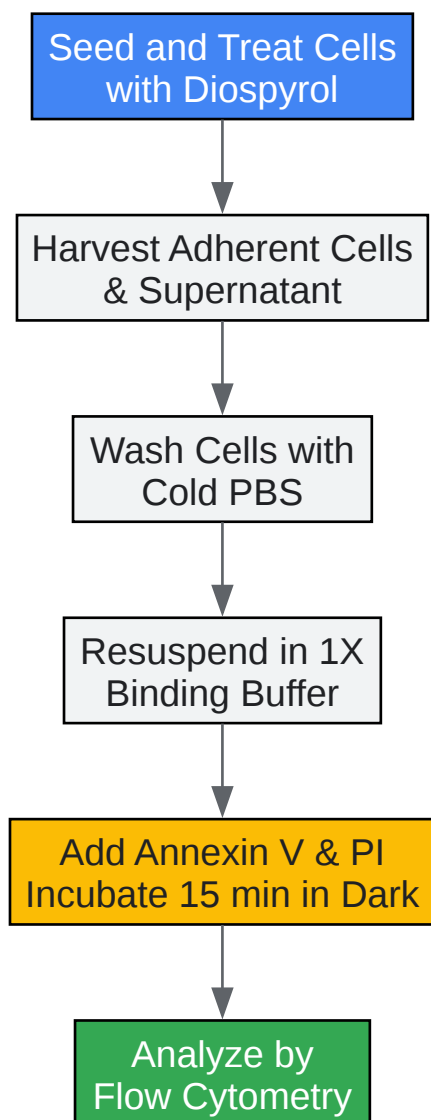 Seed and Treat Cells
with Diospyrol
Harvest Adherent Cells
& Supernatant
Wash Cells with
Cold PBS
Resuspend in 1X
Binding Buffer
Add Annexin V & PI
Incubate 15 min in Dark
Analyze by
Flow Cytometry